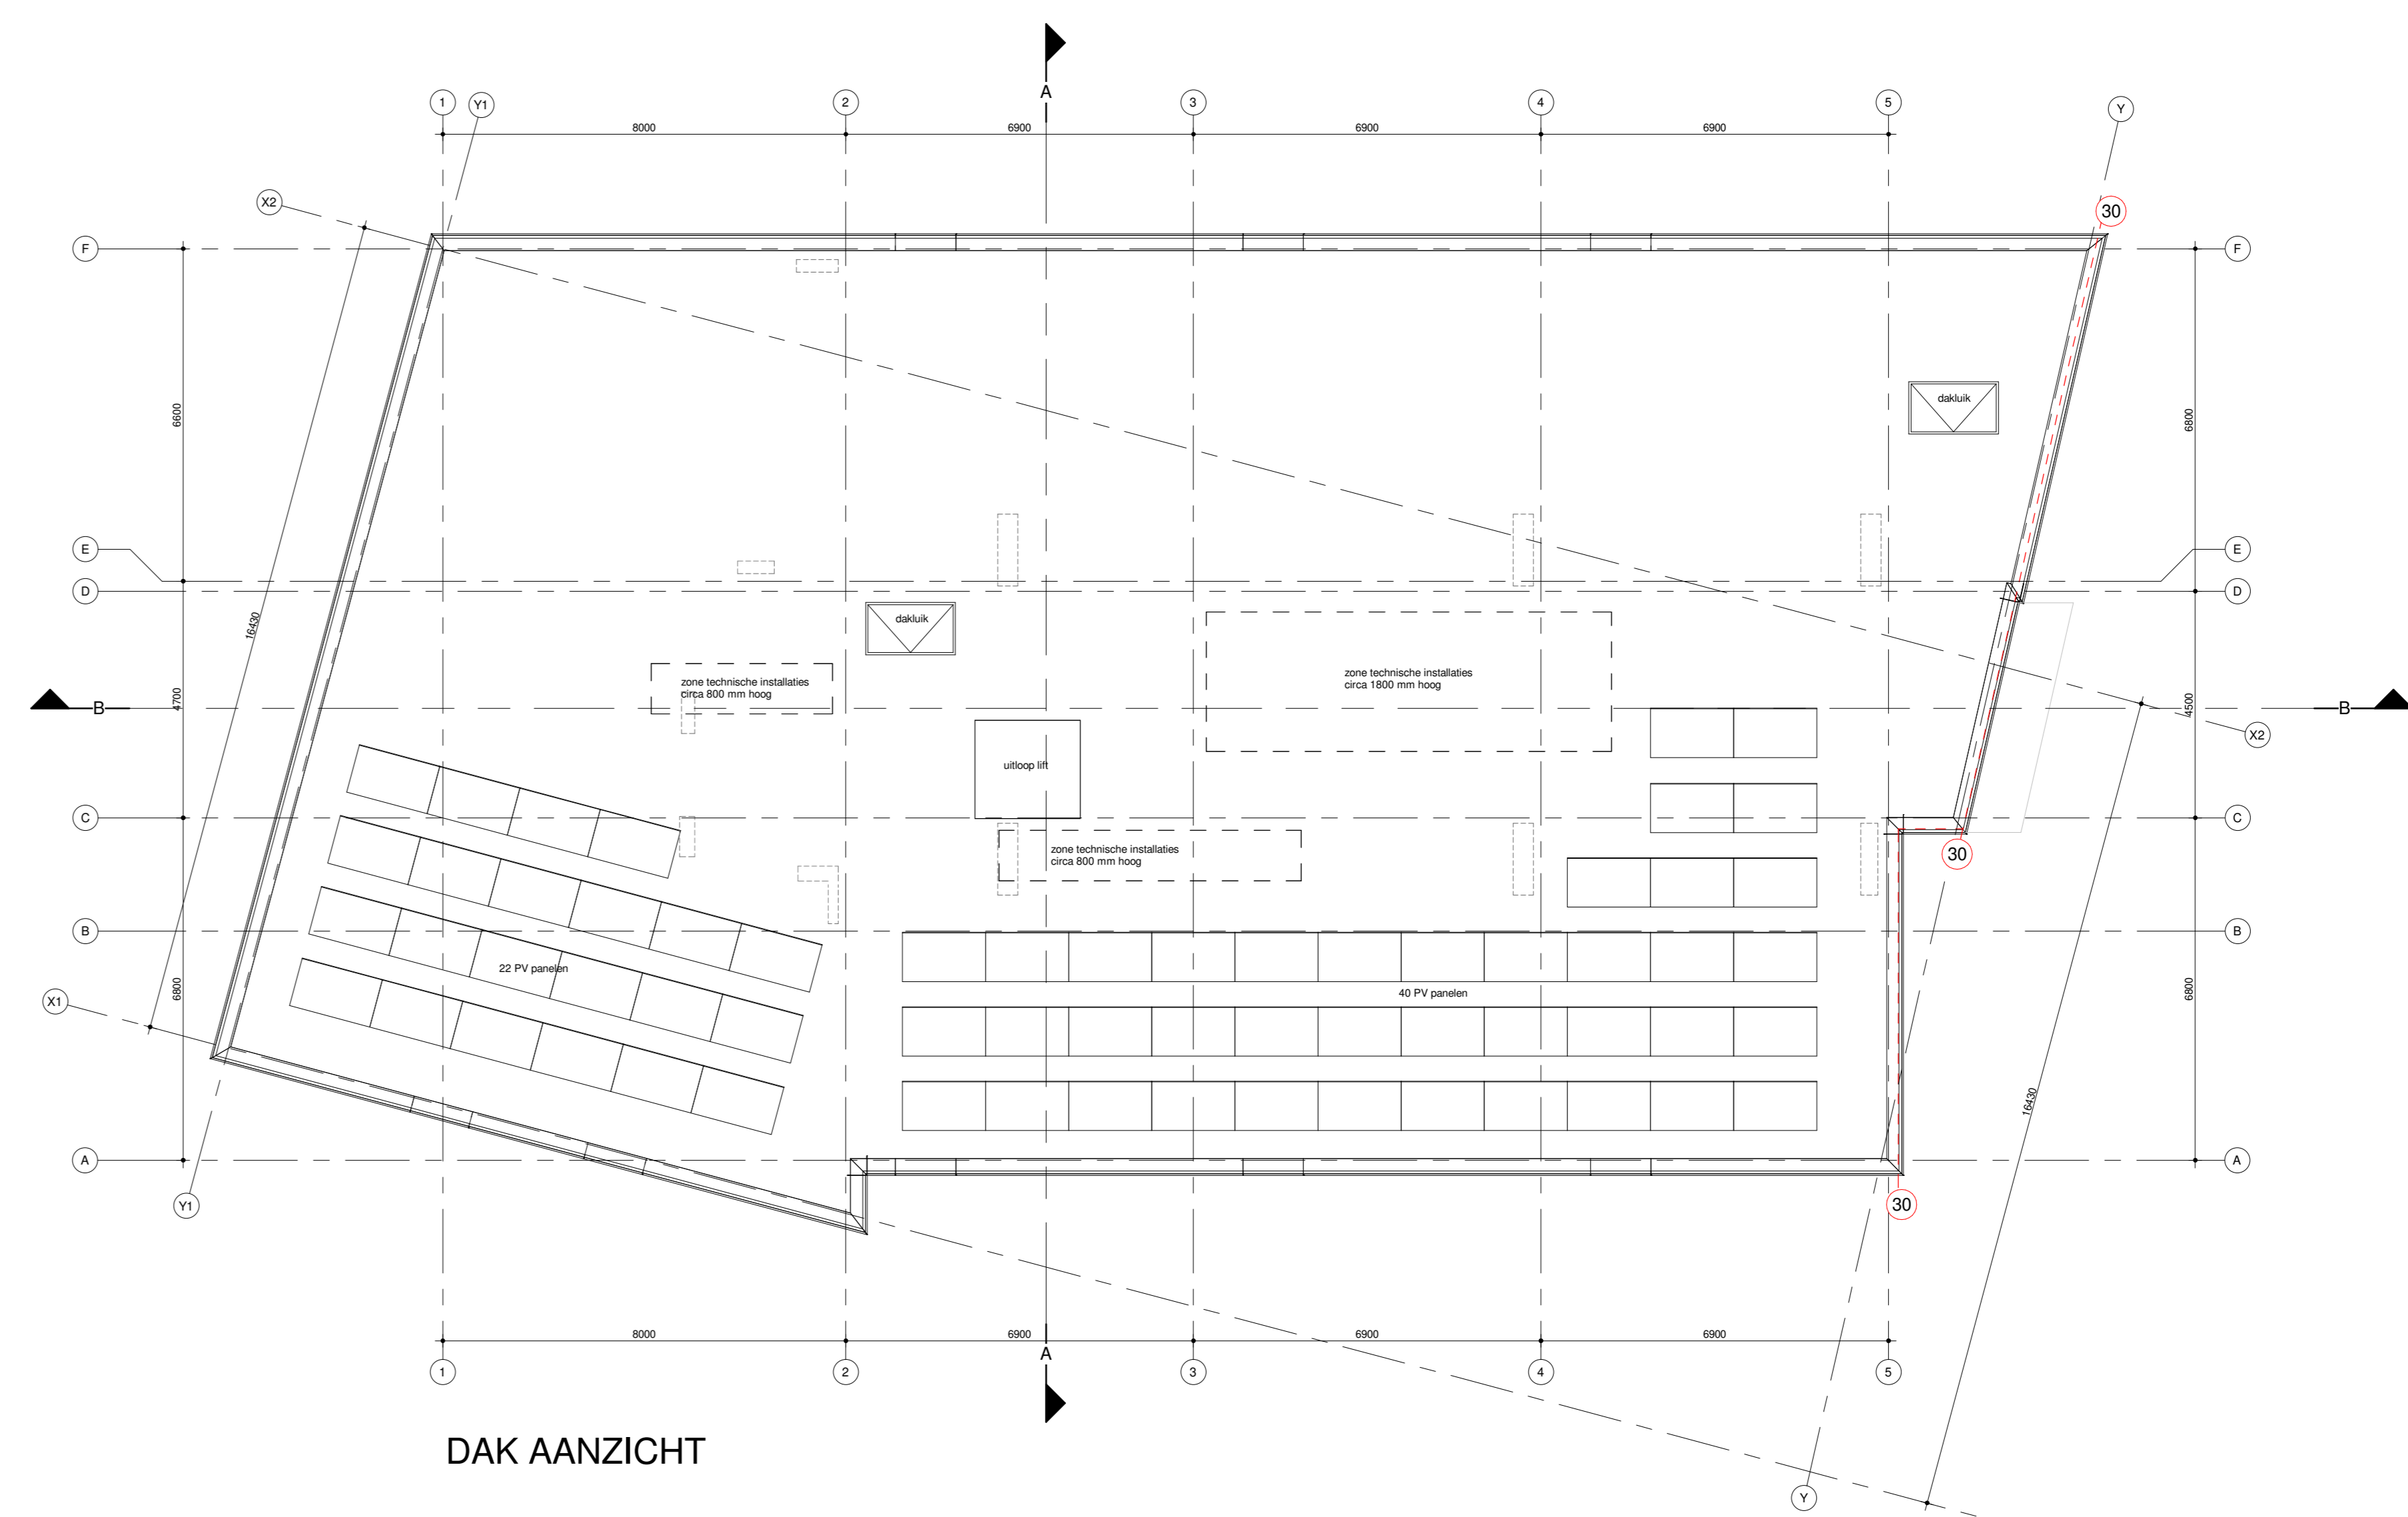 A
1
Y1
2
3
4
5
Y
8000
6900
6900
6900
X2
30
F
F
6600
6800
dakluik
E
E
D
D
16430
dakluik
zone technische installaties
circa 1800 mm hoog
zone technische installaties
circa 800 mm hoog
4700
4500
B
B
X2
uitloop lift
C
C
zone technische installaties
circa 800 mm hoog
30
B
B
22 PV panelen
40 PV panelen
6800
6800
X1
16430
A
A
Y1
30
8000
6900
6900
6900
A
1
2
3
4
5
DAK AANZICHT
Y